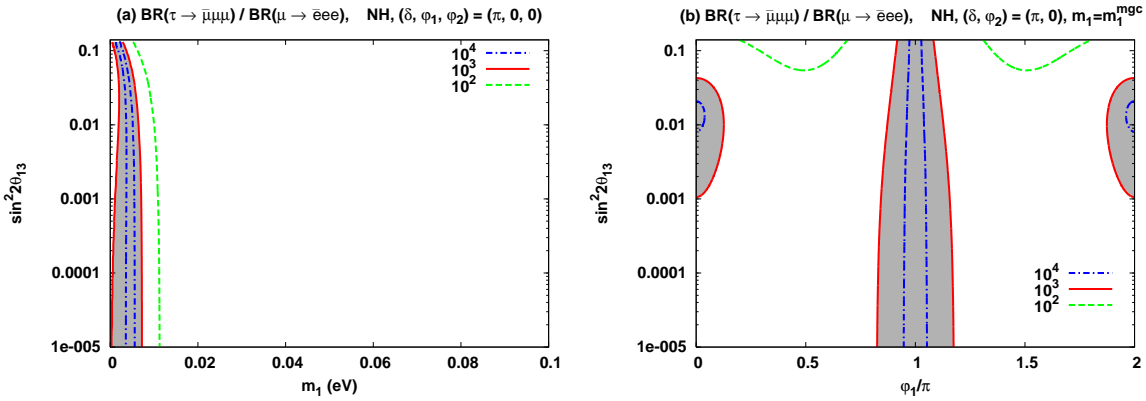 (a) BR(τ → μ̄μμ) / BR(μ → ēee), NH, (δ, φ₁, φ₂) = (π, 0, 0)
10⁴
10³
10²
0.1
0.01
0.001
0.0001
1e-005
sin²2θ₁₃
0 0.02 0.04 0.06 0.08 0.1
m₁ (eV)
(b) BR(τ → μ̄μμ) / BR(μ → ēee), NH, (δ, φ₂) = (π, 0), m₁=m₁ᵐᵍᶜ
0.1
0.01
0.001
0.0001
1e-005
sin²2θ₁₃
10⁴
10³
10²
0 0.5 1 1.5 2
φ₁/π